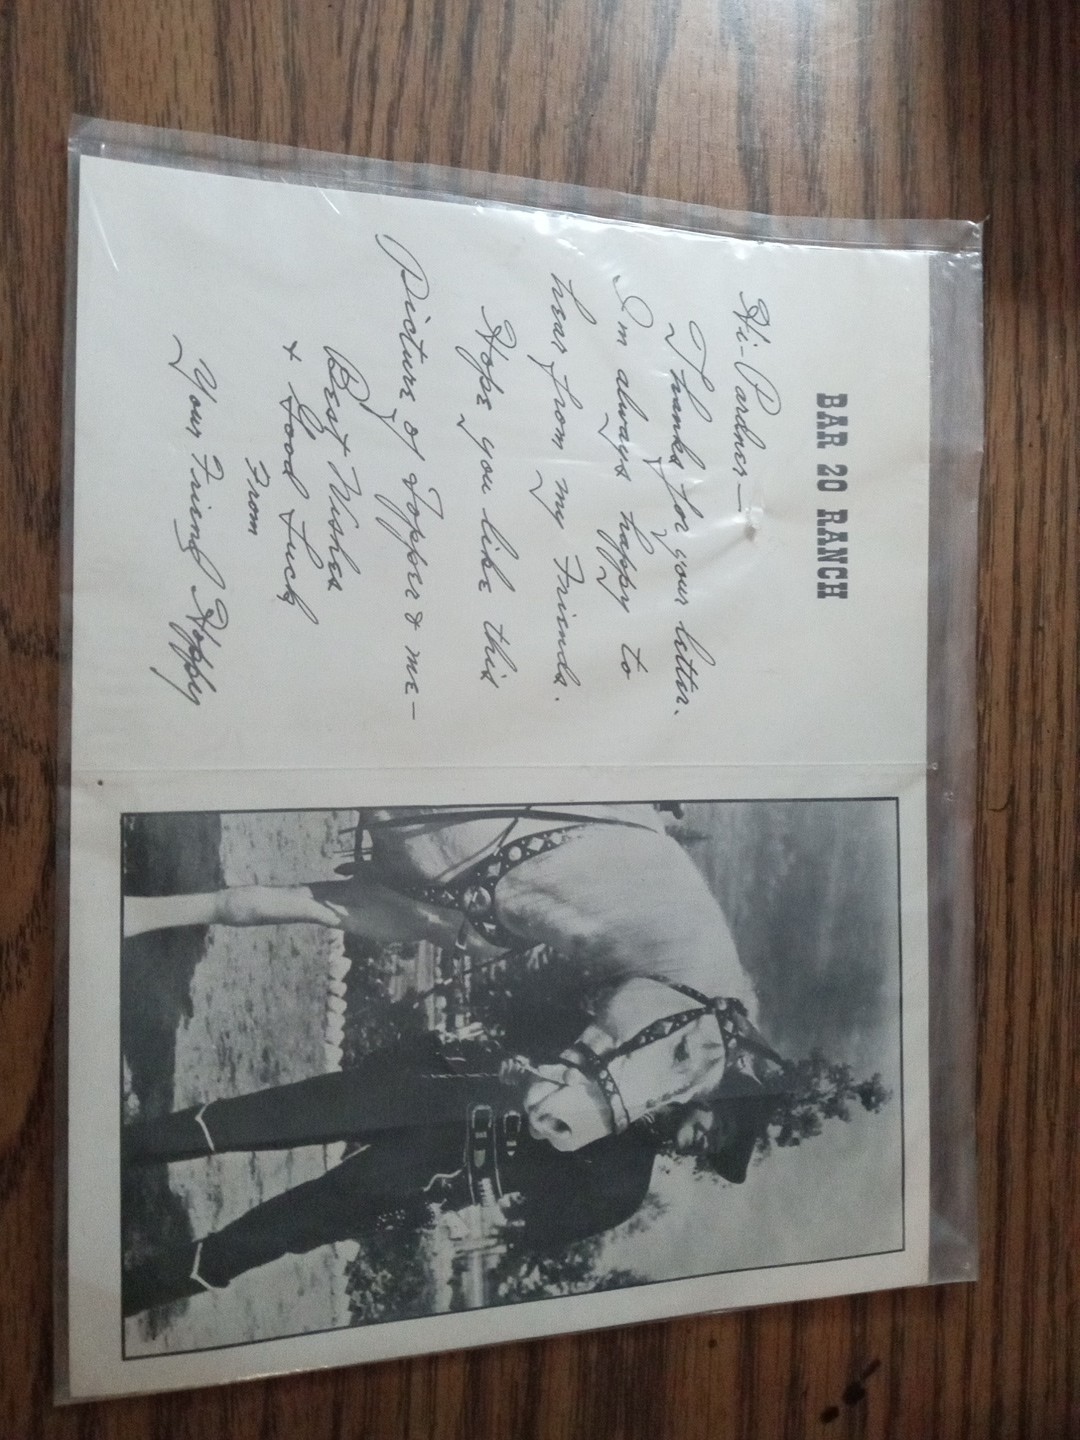 BAR 20 RANCH
Hi-Pardner—
Thanks for your letter.
I'm always happy to
hear from my Friends.
Hope you like this
picture of Topper & me—
Best Wishes
+ Good Luck
From
Your Friend Hoppy